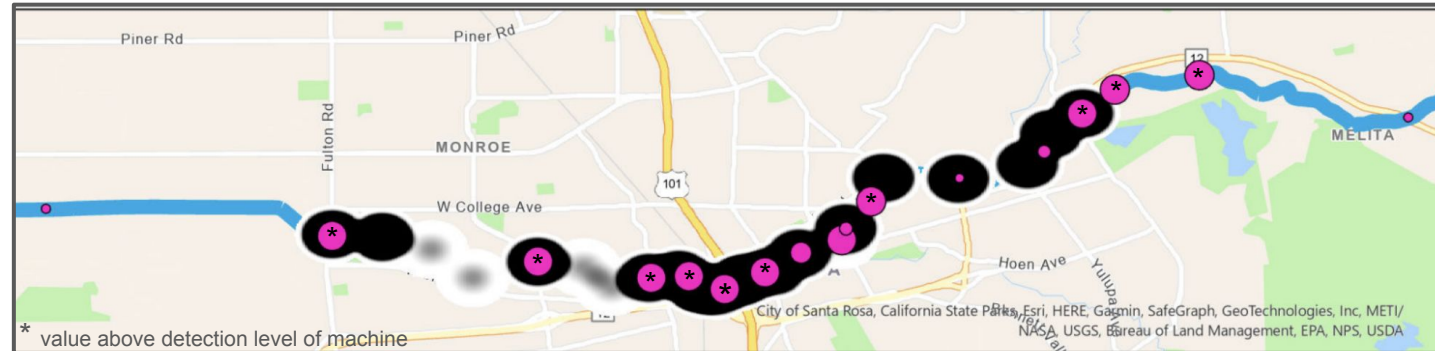 Piner Rd
Piner Rd
12
*
*
*
Fulton Rd
MELITA
MONROE
101
*
W College Ave
*
*
*
*
*
*
Hoen Ave
A
Yulupa
12
City of Santa Rosa, California State Parks, Esri, HERE, Garmin, SafeGraph, GeoTechnologies, Inc, METI/
NASA, USGS, Bureau of Land Management, EPA, NPS, USDA
* value above detection level of machine